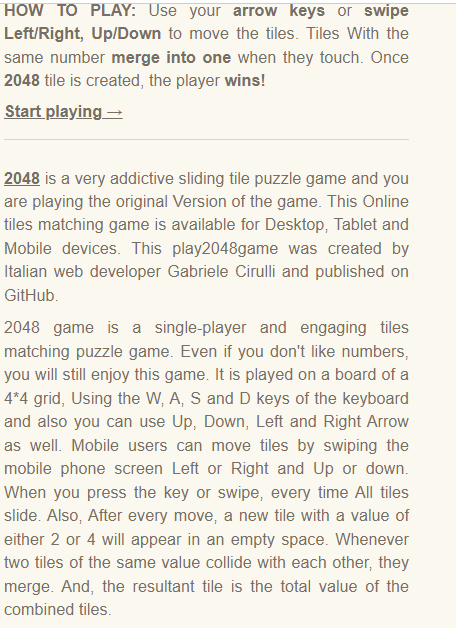 HOW TO PLAY: Use your arrow keys or swipe
Left/Right, Up/Down to move the tiles. Tiles With the
same number merge into one when they touch. Once
2048 tile is created, the player wins!
Start playing →
2048 is a very addictive sliding tile puzzle game and you
are playing the original Version of the game. This Online
tiles matching game is available for Desktop, Tablet and
Mobile devices. This play2048game was created by
Italian web developer Gabriele Cirulli and published on
GitHub.
2048 game is a single-player and engaging tiles
matching puzzle game. Even if you don't like numbers,
you will still enjoy this game. It is played on a board of a
4*4 grid, Using the W, A, S and D keys of the keyboard
and also you can use Up, Down, Left and Right Arrow
as well. Mobile users can move tiles by swiping the
mobile phone screen Left or Right and Up or down.
When you press the key or swipe, every time All tiles
slide. Also, After every move, a new tile with a value of
either 2 or 4 will appear in an empty space. Whenever
two tiles of the same value collide with each other, they
merge. And, the resultant tile is the total value of the
combined tiles.